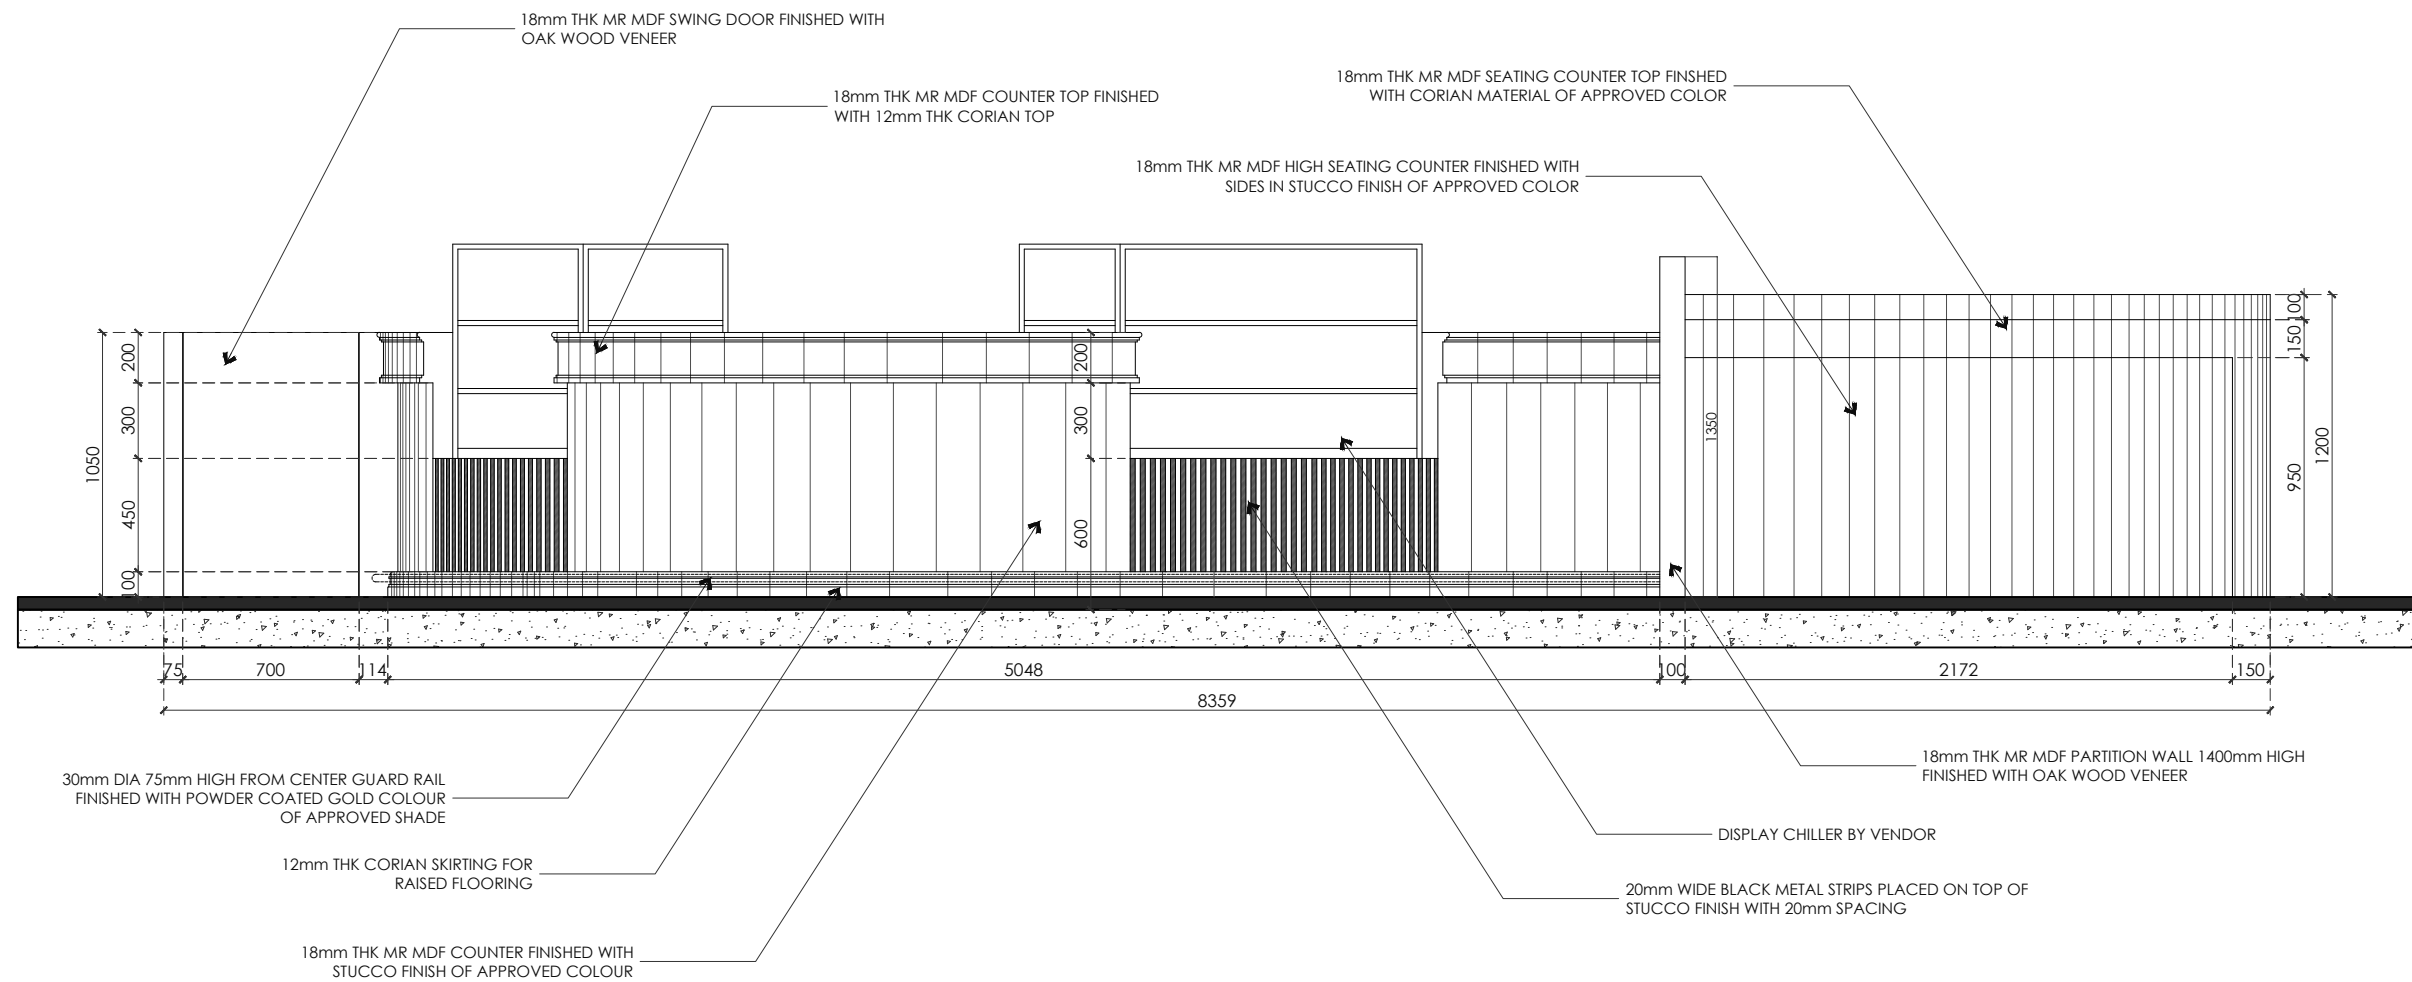 18mm THK MR MDF SWING DOOR FINISHED WITH
OAK WOOD VENEER
18mm THK MR MDF COUNTER TOP FINISHED
WITH 12mm THK CORIAN TOP
18mm THK MR MDF SEATING COUNTER TOP FINSHED
WITH CORIAN MATERIAL OF APPROVED COLOR
18mm THK MR MDF HIGH SEATING COUNTER FINISHED WITH
SIDES IN STUCCO FINISH OF APPROVED COLOR
1050
200
300
450
100
200
300
600
1350
100
150
950
1200
75
700
114
5048
100
2172
150
8359
30mm DIA 75mm HIGH FROM CENTER GUARD RAIL
FINISHED WITH POWDER COATED GOLD COLOUR
OF APPROVED SHADE
12mm THK CORIAN SKIRTING FOR
RAISED FLOORING
18mm THK MR MDF COUNTER FINISHED WITH
STUCCO FINISH OF APPROVED COLOUR
18mm THK MR MDF PARTITION WALL 1400mm HIGH
FINISHED WITH OAK WOOD VENEER
DISPLAY CHILLER BY VENDOR
20mm WIDE BLACK METAL STRIPS PLACED ON TOP OF
STUCCO FINISH WITH 20mm SPACING